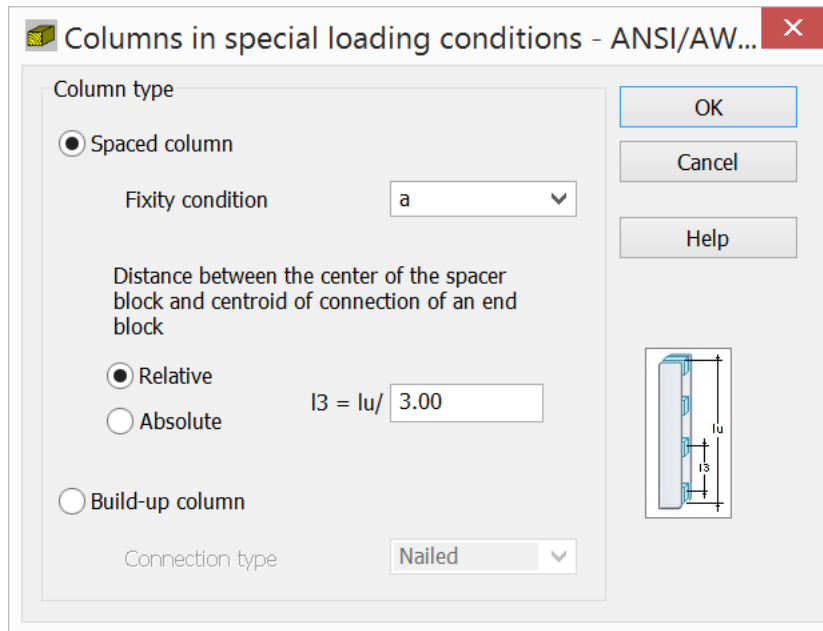 Columns in special loading conditions - ANSI/AW...
Column type
Spaced column
Fixity condition
a
Distance between the center of the spacer
block and centroid of connection of an end
block
Relative
Absolute
l3 = lu/ 3.00
Build-up column
Connection type
Nailed
OK
Cancel
Help
lu
l3